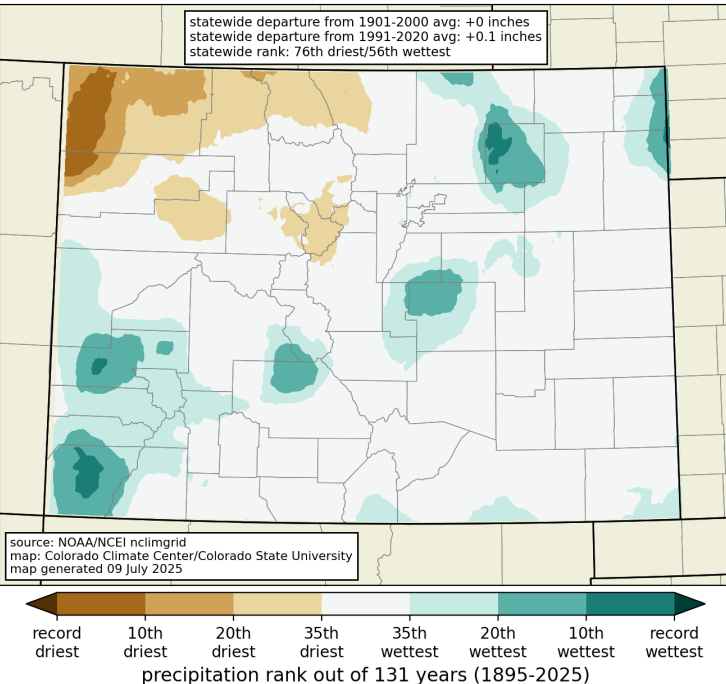 statewide departure from 1901-2000 avg: +0 inches
statewide departure from 1991-2020 avg: +0.1 inches
statewide rank: 76th driest/56th wettest
source: NOAA/NCEI nclimgrid
map: Colorado Climate Center/Colorado State University
map generated 09 July 2025
record driest
10th driest
20th driest
35th driest
35th wettest
20th wettest
10th wettest
record wettest
precipitation rank out of 131 years (1895-2025)